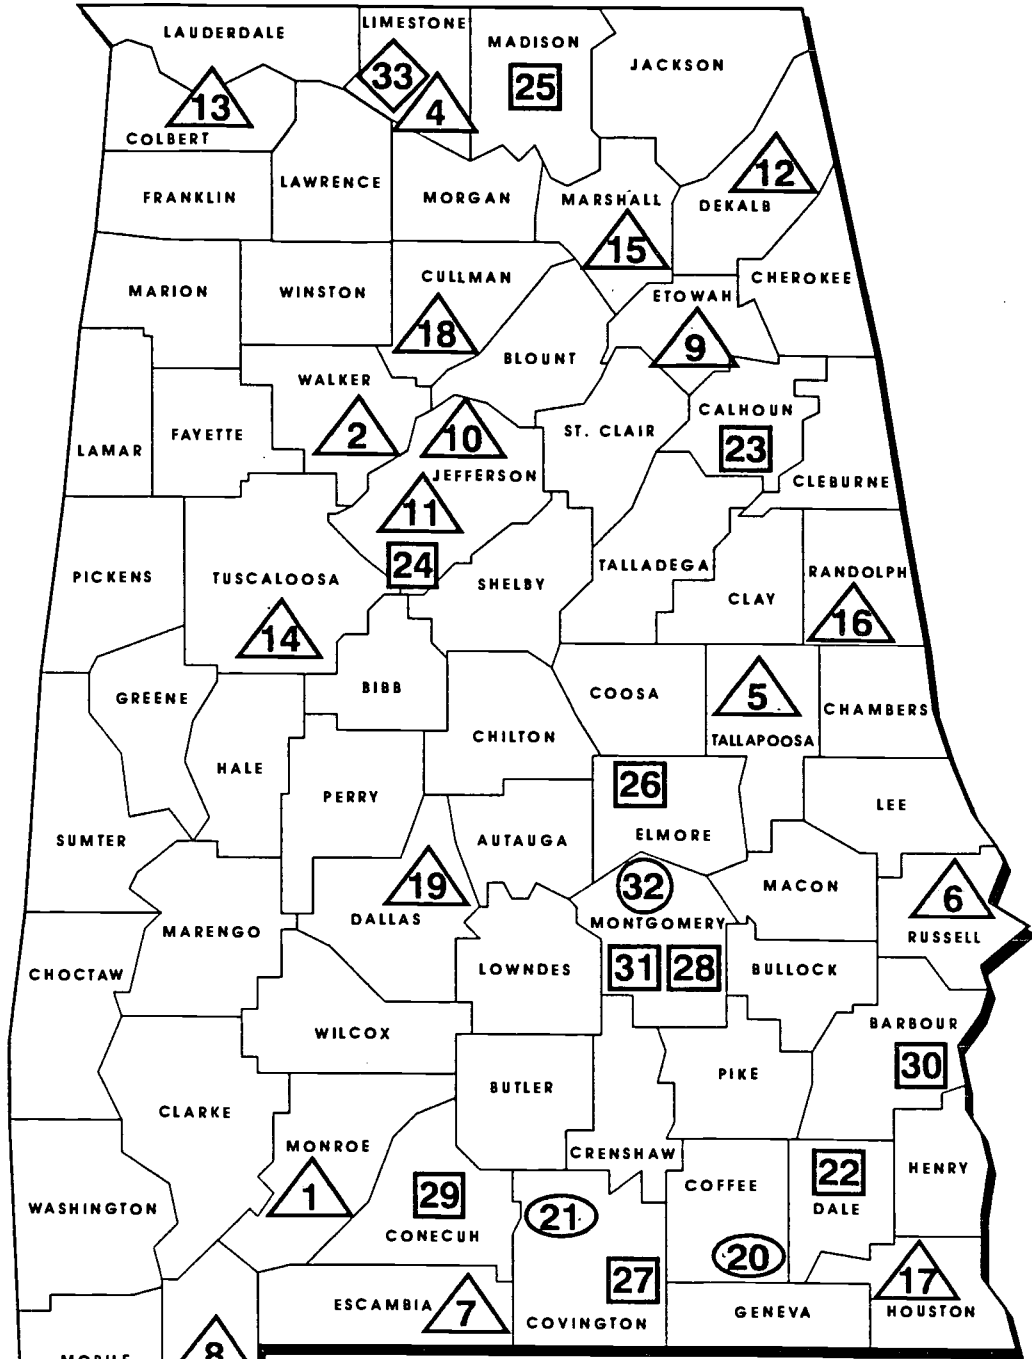 LAUDERDALE
LIMESTONE
MADISON
JACKSON
33
25
13
4
COLBERT
12
FRANKLIN
LAWRENCE
MORGAN
MARSHALL
DEKALB
15
MARION
WINSTON
CULLMAN
CHEROKEE
ETOWAH
18
9
BLOUNT
WALKER
CALHOUN
LAMAR
FAYETTE
2
10
ST. CLAIR
23
JEFFERSON
CLEBURNE
11
24
PICKENS
TUSCALOOSA
SHELBY
TALLADEGA
RANDOLPH
CLAY
14
16
GREENE
BIBB
COOSA
5
CHAMBERS
CHILTON
TALLAPOOSA
HALE
PERRY
26
LEE
SUMTER
AUTAUGA
ELMORE
19
32
MACON
6
DALLAS
MONTGOMERY
MARENGO
RUSSELL
CHOCTAW
LOWNDES
31
28
BULLOCK
WILCOX
BARBOUR
30
BUTLER
PIKE
CLARKE
MONROE
CRENSHAW
1
29
COFFEE
22
HENRY
WASHINGTON
CONECUH
21
DALE
20
27
17
ESCAMBIA
7
COVINGTON
GENEVA
HOUSTON
8
MOBILE